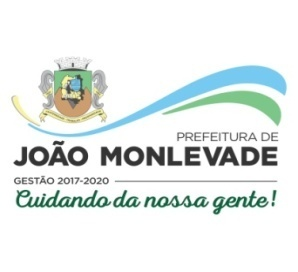 PREFEITURA DE
JOÃO MONLEVADE
GESTÃO 2017-2020
Cuidando da nossa gente!